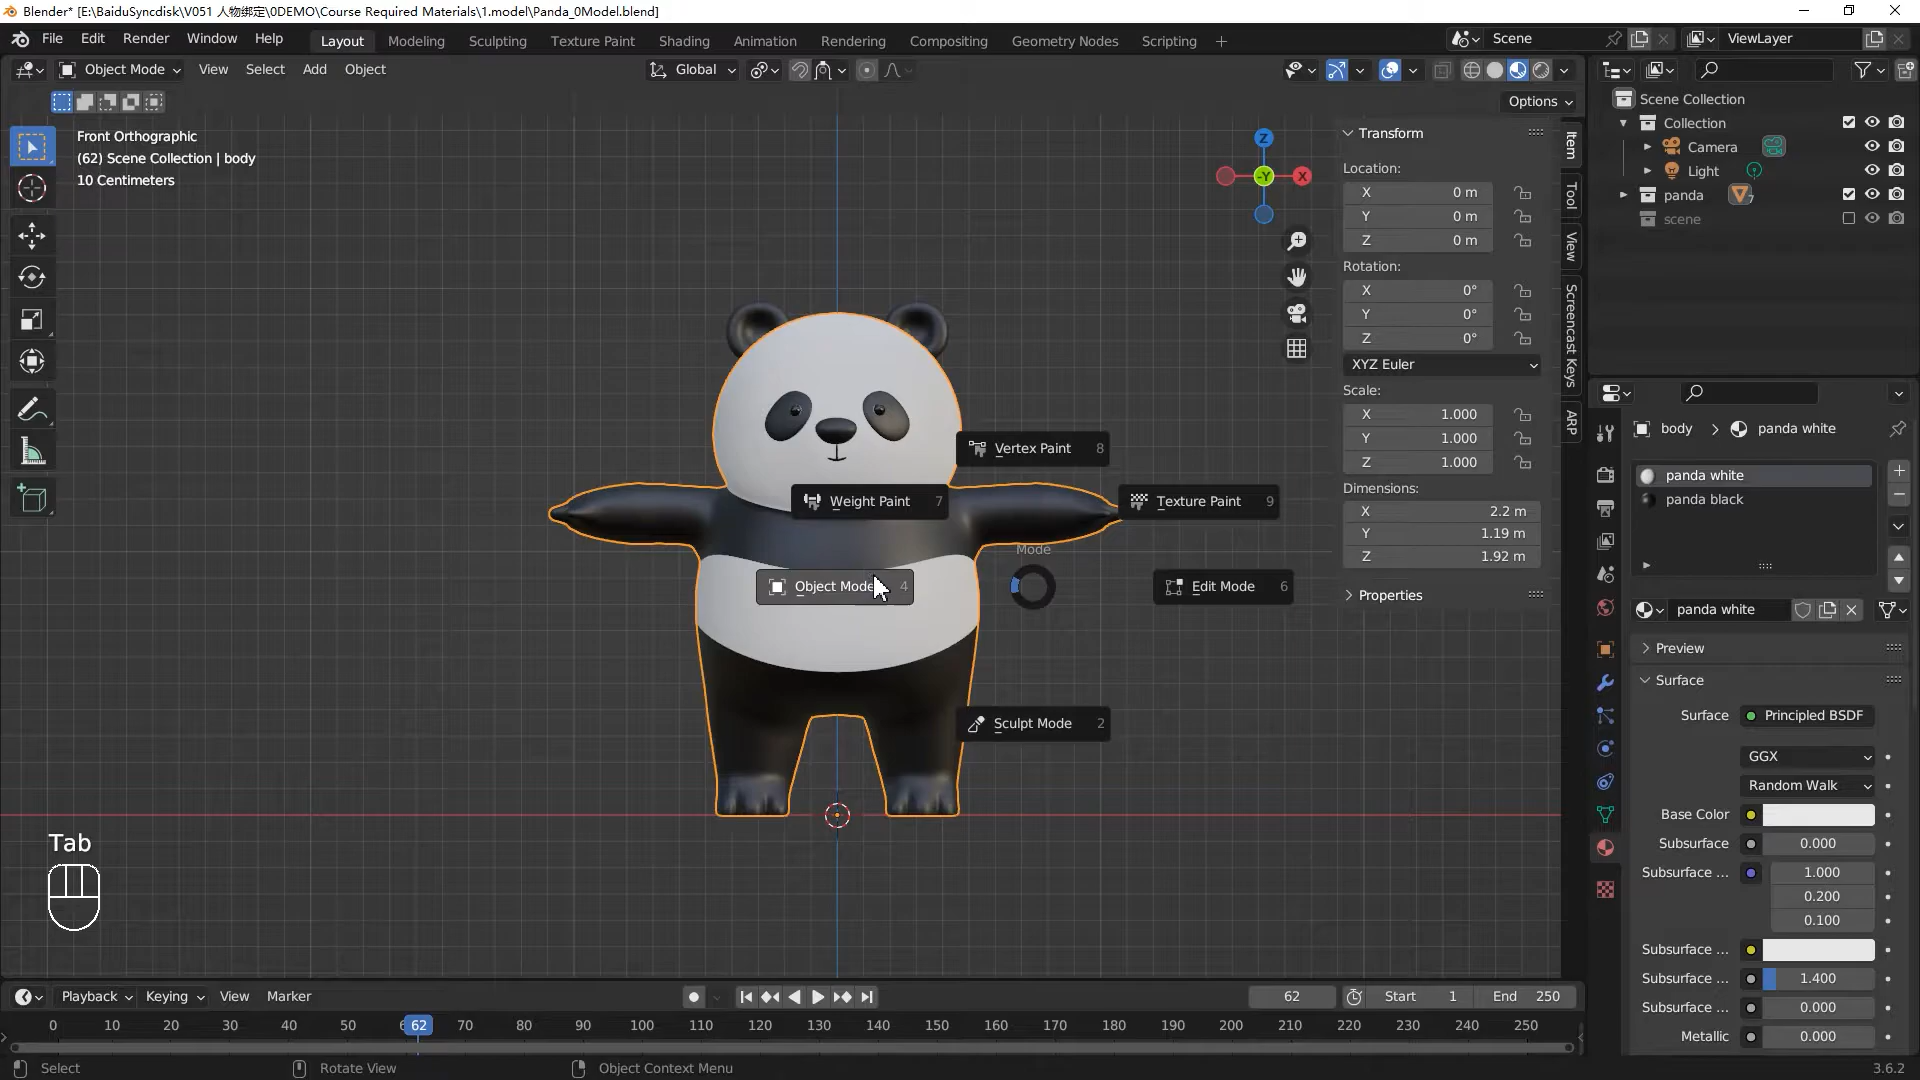 Blender* [E:\BaiduSyncdisk\V051 人物绑定\0DEMO\Course Required Materials\1.model\Panda_0Model.blend]
File Edit Render Window Help
Layout Modeling Sculpting Texture Paint Shading Animation Rendering Compositing Geometry Nodes Scripting +
Scene
ViewLayer
Object Mode View Select Add Object
Global
Options
Front Orthographic
(62) Scene Collection | body
10 Centimeters
Z
-Y
X
Transform
Location:
X 0 m
Y 0 m
Z 0 m
Rotation:
X 0°
Y 0°
Z 0°
XYZ Euler
Scale:
X 1.000
Y 1.000
Z 1.000
Dimensions:
X 2.2 m
Y 1.19 m
Z 1.92 m
Properties
Item
Tool
View
Screencast Keys
ARP
Vertex Paint 8
Weight Paint 7
Texture Paint 9
Mode
Object Mode 4
Edit Mode 6
Sculpt Mode 2
Tab
Scene Collection
Collection
Camera
Light
panda 7
scene
body > panda white
panda white
panda black
panda white
Preview
Surface
Surface Principled BSDF
GGX
Random Walk
Base Color
Subsurface 0.000
Subsurface ... 1.000
0.200
0.100
Subsurface ...
Subsurface ... 1.400
Subsurface ... 0.000
Metallic 0.000
Playback Keying View Marker
62 Start 1 End 250
0 10 20 30 40 50 62 70 80 90 100 110 120 130 140 150 160 170 180 190 200 210 220 230 240 250
Select Rotate View Object Context Menu
3.6.2